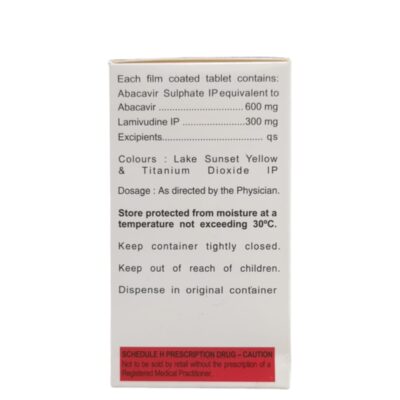 Each film coated tablet contains:
Abacavir Sulphate IP equivalent to
Abacavir ........................... 600 mg
Lamivudine IP ...................300 mg
Excipients............................. qs
Colours : Lake Sunset Yellow
& Titanium Dioxide IP
Dosage : As directed by the Physician.
Store protected from moisture at a
temperature not exceeding 30ºC.
Keep container tightly closed.
Keep out of reach of children.
Dispense in original container
SCHEDULE H PRESCRIPTION DRUG – CAUTION
Not to be sold by retail without the prescription of a
Registered Medical Practitioner.